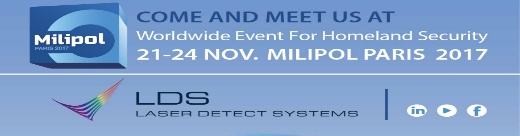 Milipol
PARIS 2017
COME AND MEET US AT
Worldwide Event For Homeland Security
21-24 NOV. MILIPOL PARIS 2017
LDS
LASER DETECT SYSTEMS
in
f